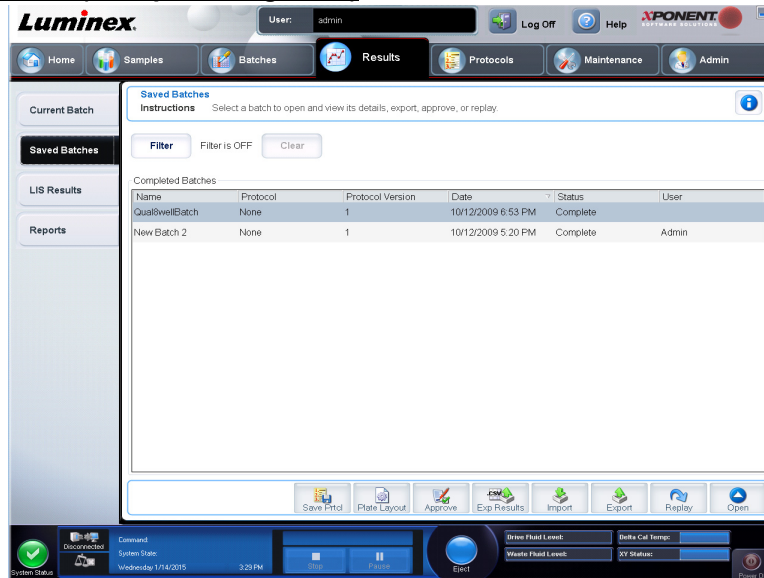 Luminex
User: admin
Log Off
Help
XPONENT
SOFTWARE SOLUTIONS
Home
Samples
Batches
Results
Protocols
Maintenance
Admin
Current Batch
Saved Batches
LIS Results
Reports
Saved Batches
Instructions Select a batch to open and view its details, export, approve, or replay.
Filter Filter is OFF Clear
Completed Batches
Name Protocol Protocol Version Date Status User
Qual8wellBatch None 1 10/12/2009 6:53 PM Complete
New Batch 2 None 1 10/12/2009 5:20 PM Complete Admin
Save Prtcl
Plate Layout
Approve
CSV
Exp Results
Import
Export
Replay
Open
System Status
Disconnected
Command:
System State:
Wednesday 1/14/2015 3:29 PM
Stop
Pause
Eject
Drive Fluid Level:
Waste Fluid Level:
Delta Cal Temp:
XY Status: